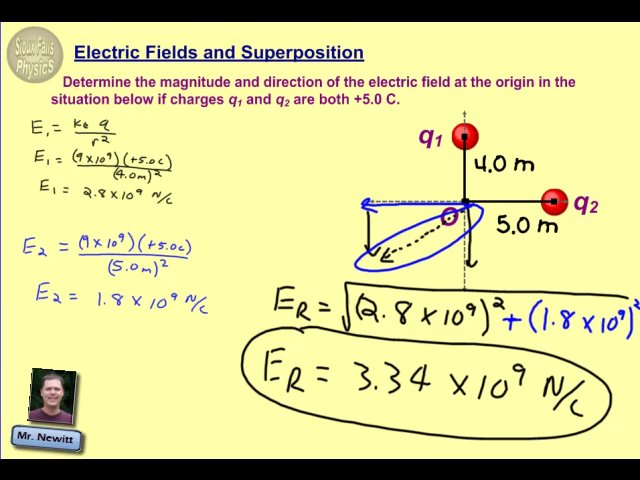 Sioux Falls
Physics
Electric Fields and Superposition
Determine the magnitude and direction of the electric field at the origin in the
situation below if charges q1 and q2 are both +5.0 C.
E₁ = ke q
r²
E₁ = (9×10⁹)(+5.0C)
(4.0m)²
E₁ = 2.8×10⁹ N/C
E₂ = (9×10⁹)(+5.0C)
(5.0m)²
E₂ = 1.8×10⁹ N/C
q1
4.0 m
q2
5.0 m
E_R = √(2.8×10⁹)² + (1.8×10⁹)²
E_R = 3.34 ×10⁹ N/C
Mr. Newitt